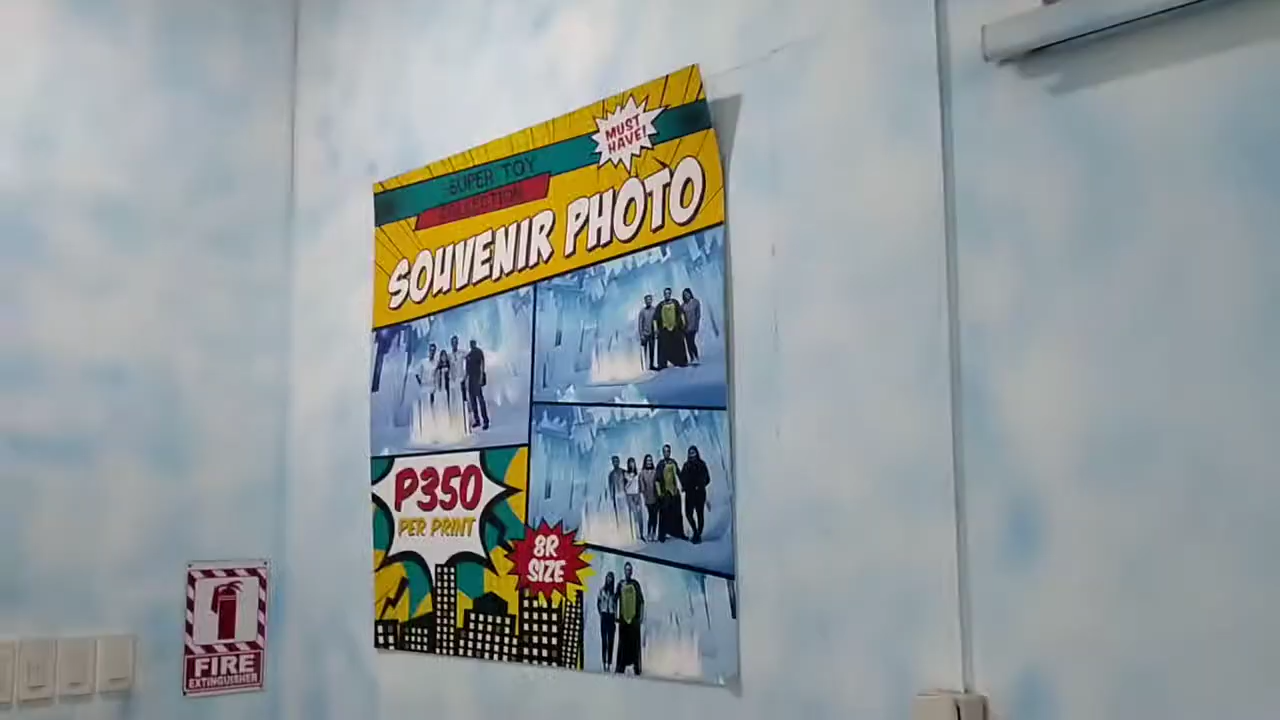 MUST
HAVE!
SUPER TOY
COLLECTION
SOUVENIR PHOTO
P350
PER PRINT
8R
SIZE
FIRE
EXTINGUISHER